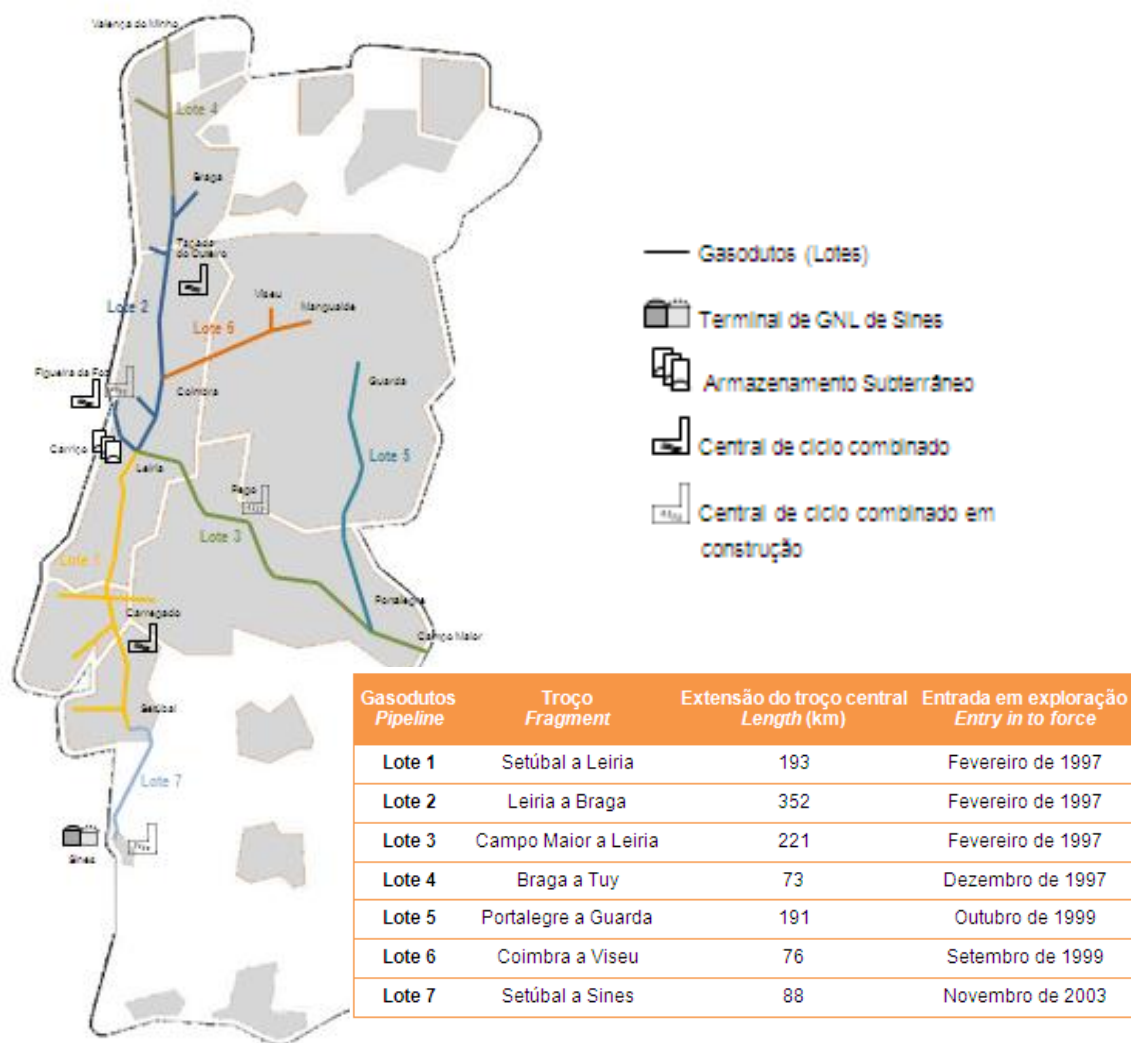 Valença do Minho
Lote 4
Braga
Tapada
do Outeiro
Lote 2
Viseu
Mangualde
Lote 6
Figueira da Foz
Coimbra
Guarda
Carriço
Leiria
Lote 5
Pego
Lote 3
Lote 1
Portalegre
Carregado
Campo Maior
Setúbal
Lote 7
Sines
Gasodutos (Lotes)
Terminal de GNL de Sines
Armazenamento Subterrâneo
Central de ciclo combinado
Central de ciclo combinado em
construção
Gasodutos Troço Extensão do troço central Entrada em exploração
Pipeline Fragment Length (km) Entry in to force
Lote 1 Setúbal a Leiria 193 Fevereiro de 1997
Lote 2 Leiria a Braga 352 Fevereiro de 1997
Lote 3 Campo Maior a Leiria 221 Fevereiro de 1997
Lote 4 Braga a Tuy 73 Dezembro de 1997
Lote 5 Portalegre a Guarda 191 Outubro de 1999
Lote 6 Coimbra a Viseu 76 Setembro de 1999
Lote 7 Setúbal a Sines 88 Novembro de 2003